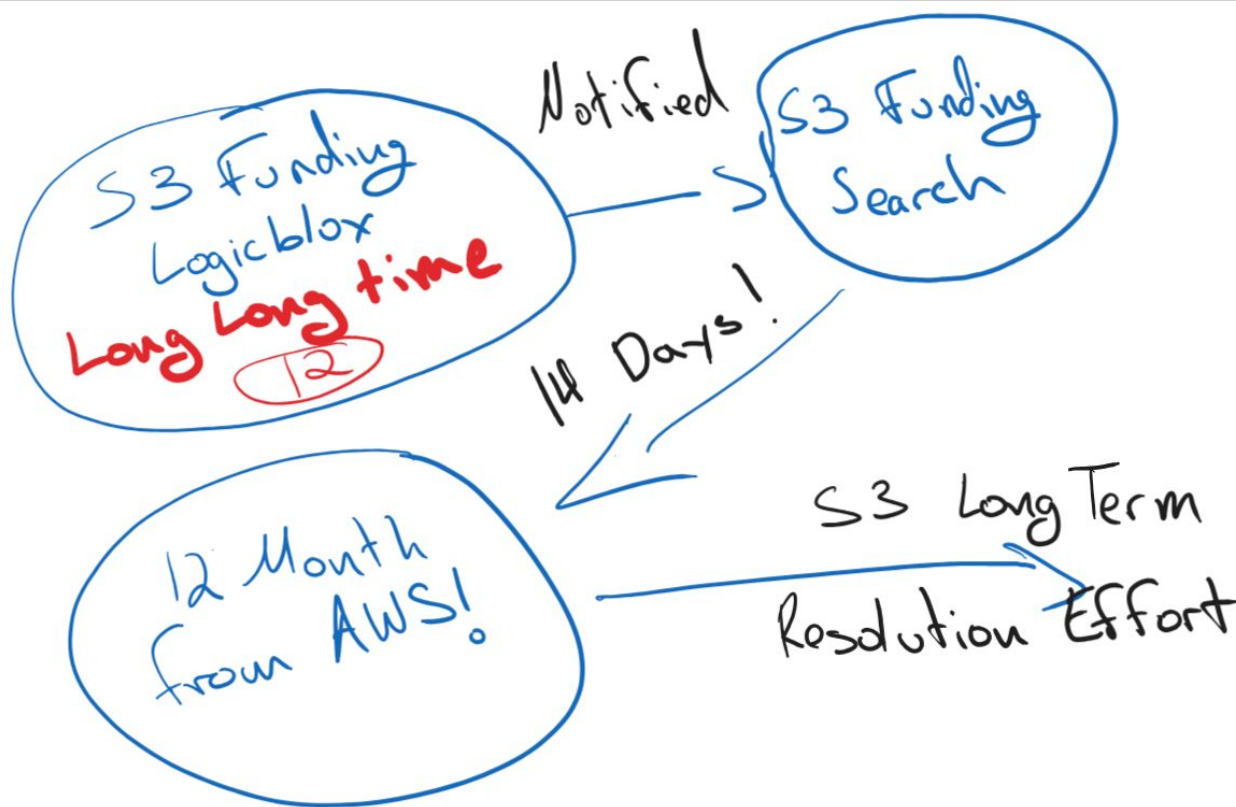 S3 Funding
Logicblox
Long Long time
12
Notified
S3 Funding
Search
14 Days!
12 Month
from AWS!
S3 Long Term
Resolution Effort